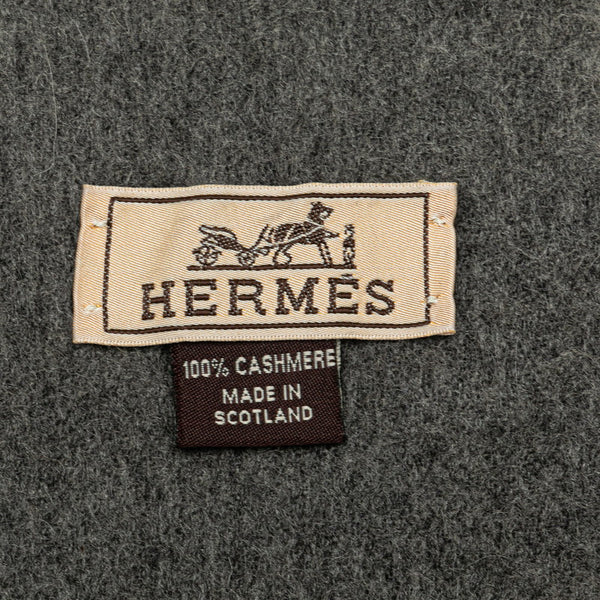 HERMÈS
100% CASHMERE
MADE IN
SCOTLAND